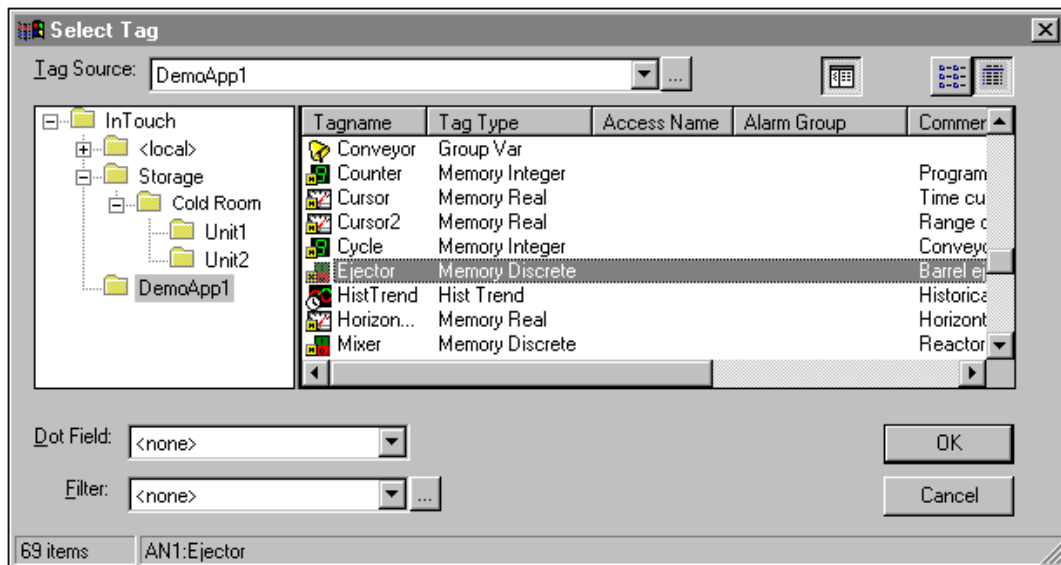 Select Tag
Tag Source: DemoApp1 ...
InTouch
<local>
Storage
Cold Room
Unit1
Unit2
DemoApp1
Tagname Tag Type Access Name Alarm Group Commer
Conveyor Group Var
Counter Memory Integer Program
Cursor Memory Real Time cu
Cursor2 Memory Real Range c
Cycle Memory Integer Conveyo
Ejector Memory Discrete Barrel ej
HistTrend Hist Trend Historica
Horizon... Memory Real Horizont
Mixer Memory Discrete Reactor
Dot Field: <none> OK
Filter: <none> ... Cancel
69 items AN1:Ejector